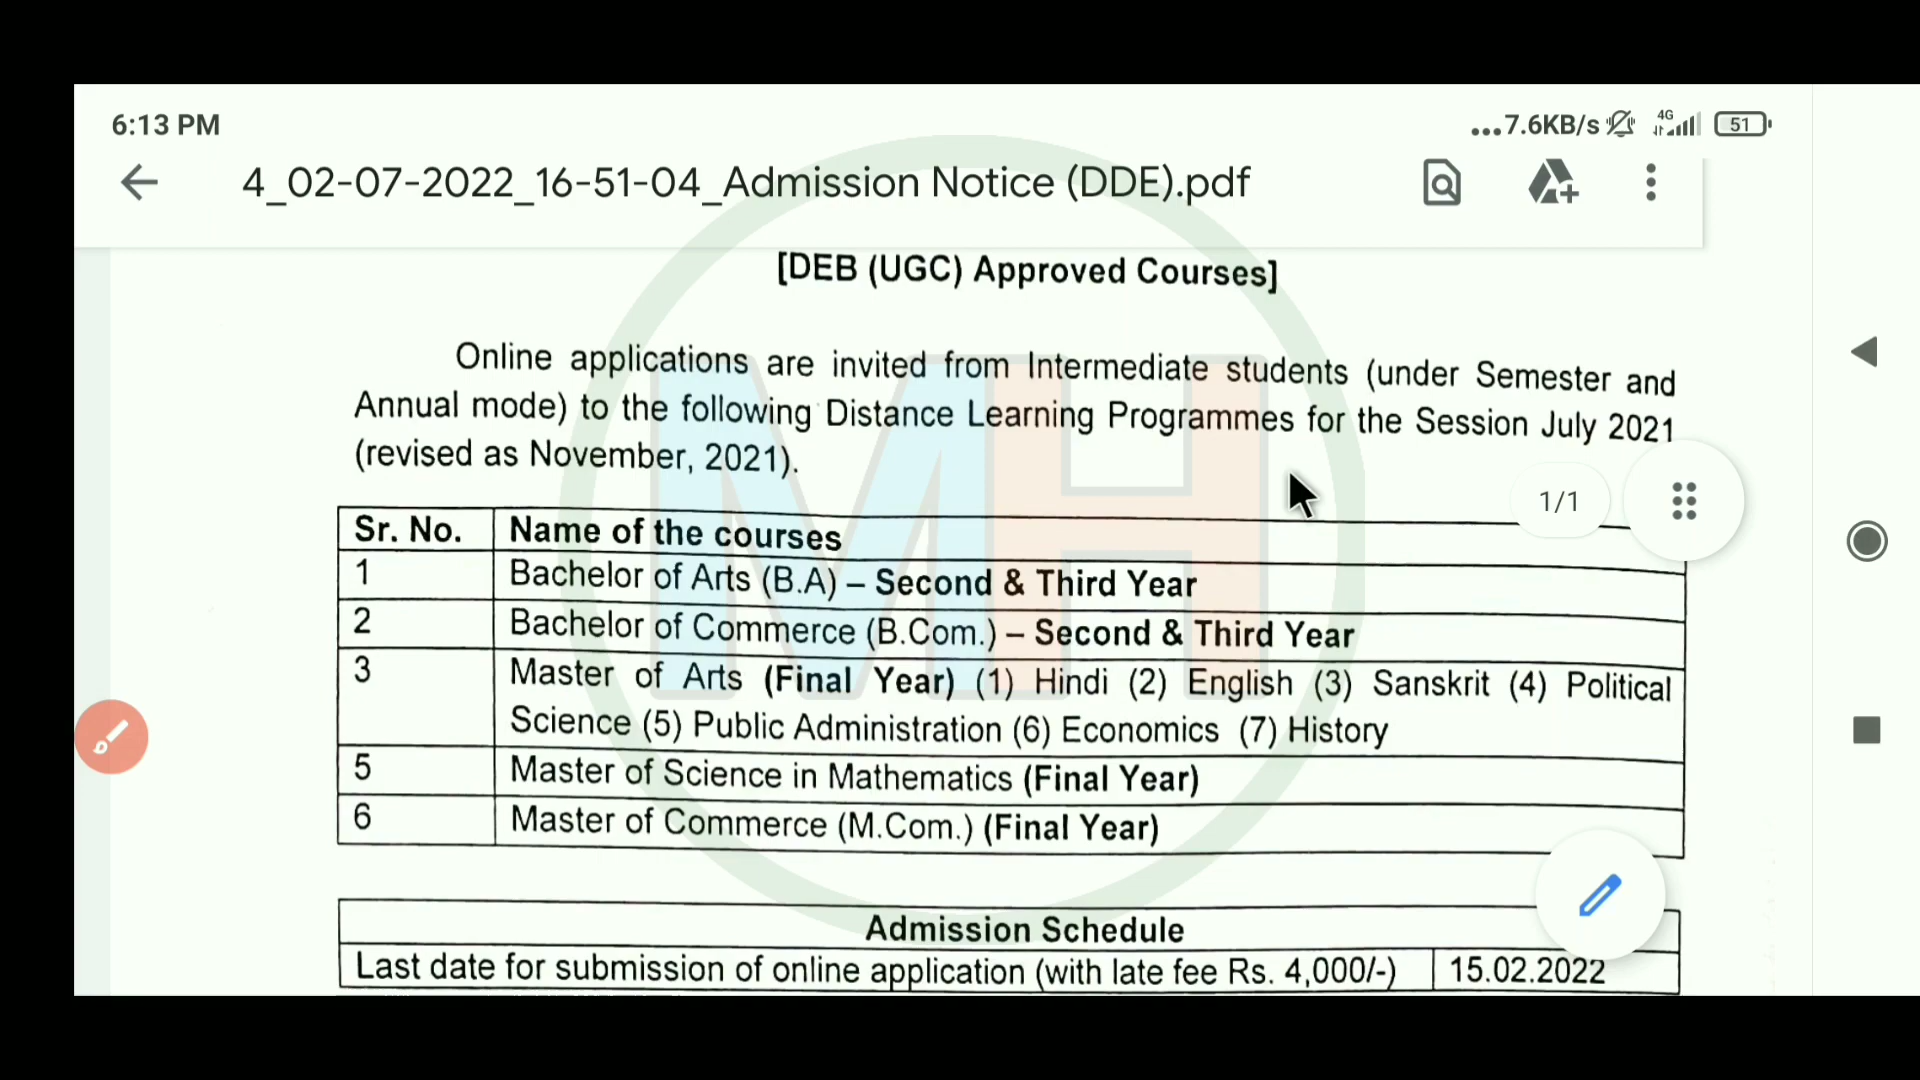 6:13 PM
...7.6KB/s 4G 51
4_02-07-2022_16-51-04_Admission Notice (DDE).pdf
[DEB (UGC) Approved Courses]
Online applications are invited from Intermediate students (under Semester and
Annual mode) to the following Distance Learning Programmes for the Session July 2021
(revised as November, 2021).
1/1
Sr. No. Name of the courses
1 Bachelor of Arts (B.A) – Second & Third Year
2 Bachelor of Commerce (B.Com.) – Second & Third Year
3 Master of Arts (Final Year) (1) Hindi (2) English (3) Sanskrit (4) Political
Science (5) Public Administration (6) Economics (7) History
5 Master of Science in Mathematics (Final Year)
6 Master of Commerce (M.Com.) (Final Year)
Admission Schedule
Last date for submission of online application (with late fee Rs. 4,000/-) 15.02.2022
MH